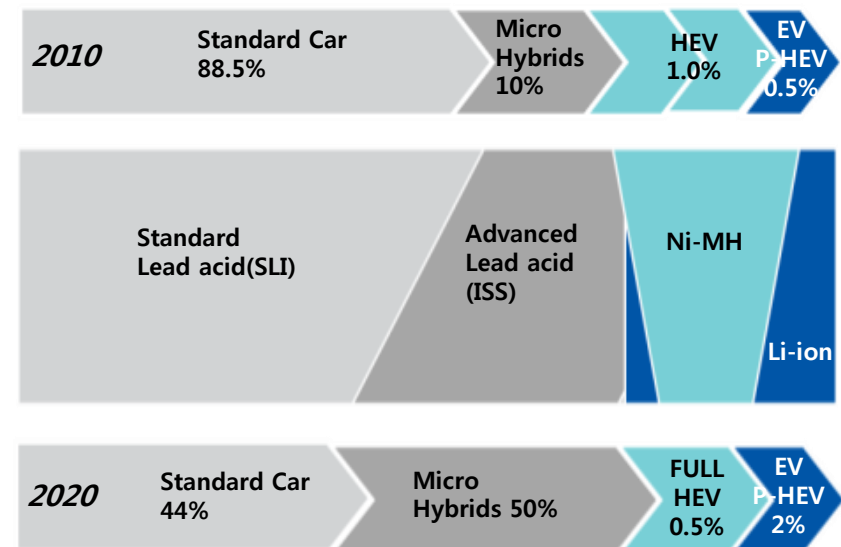 2010
Standard Car
88.5%
Micro
Hybrids
10%
HEV
1.0%
EV
P-HEV
0.5%
Standard
Lead acid(SLI)
Advanced
Lead acid
(ISS)
Ni-MH
Li-ion
2020
Standard Car
44%
Micro
Hybrids 50%
FULL
HEV
0.5%
EV
P-HEV
2%